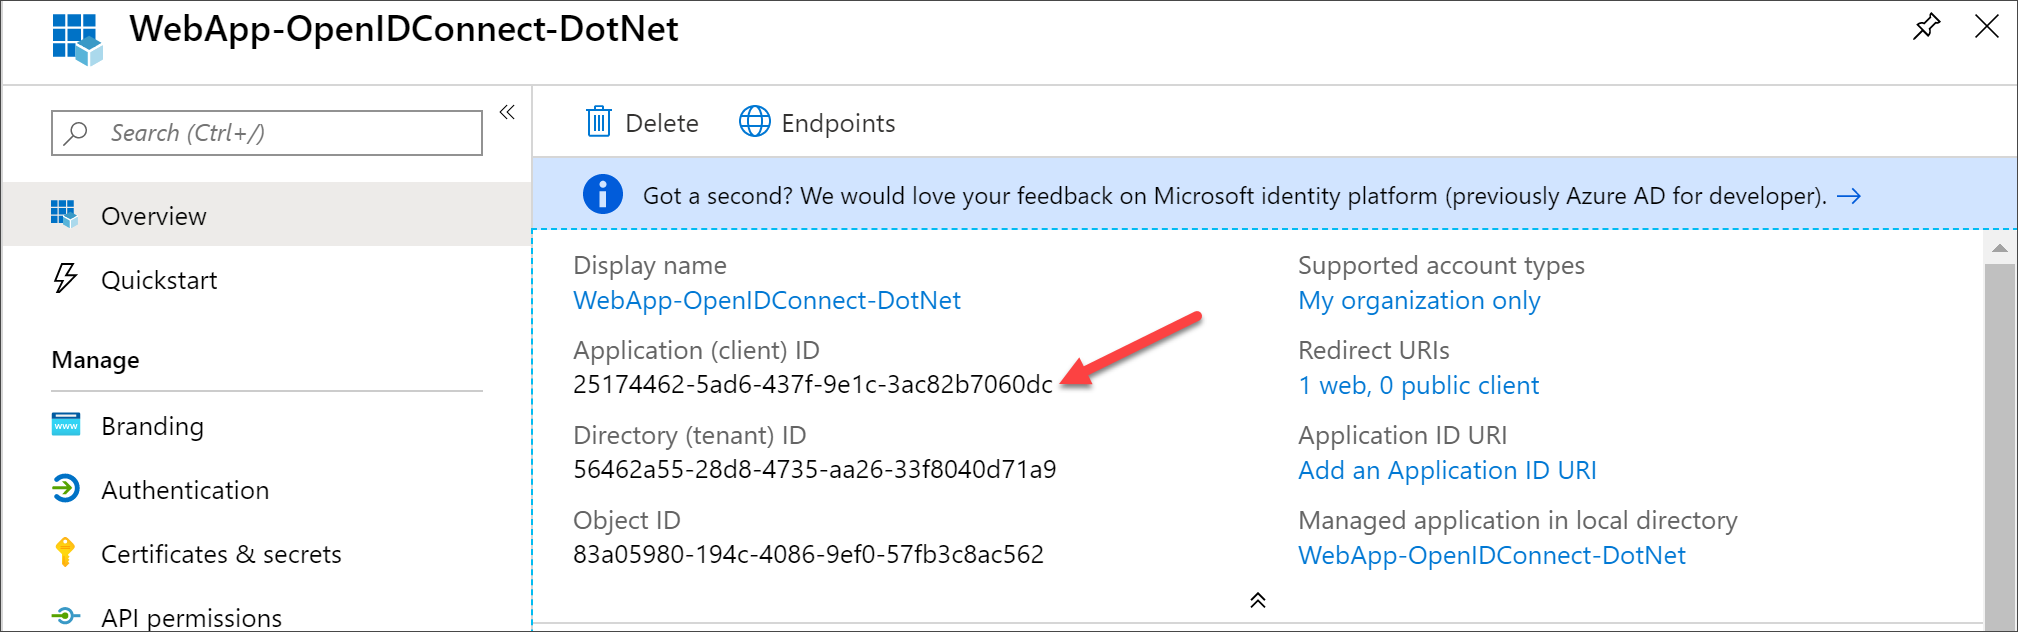 WebApp-OpenIDConnect-DotNet
Search (Ctrl+/)
Overview
Quickstart
Manage
www
Branding
Authentication
Certificates & secrets
API permissions
Delete
Endpoints
Got a second? We would love your feedback on Microsoft identity platform (previously Azure AD for developer).
Display name
WebApp-OpenIDConnect-DotNet
Application (client) ID
25174462-5ad6-437f-9e1c-3ac82b7060dc
Directory (tenant) ID
56462a55-28d8-4735-aa26-33f8040d71a9
Object ID
83a05980-194c-4086-9ef0-57fb3c8ac562
Supported account types
My organization only
Redirect URIs
1 web, 0 public client
Application ID URI
Add an Application ID URI
Managed application in local directory
WebApp-OpenIDConnect-DotNet